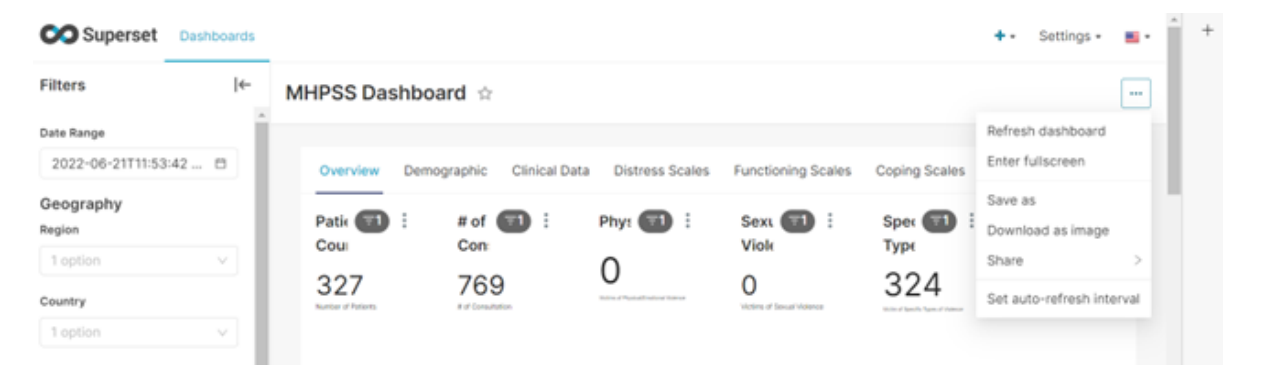 Superset Dashboards + Settings
Filters
MHPSS Dashboard
Date Range
2022-06-21T11:53:42 ...
Geography
Region
1 option
Country
1 option
Overview Demographic Clinical Data Distress Scales Functioning Scales Coping Scales
Patie 1
Cour
327
Number of Patients
# of 1
Con
769
# of Consultation
Phys 1
0
Victims of Physical/Emotional Violence
Sexu 1
Viole
0
Victims of Sexual Violence
Spec 1
Type
324
Victims of Specific Types of Violence
...
Refresh dashboard
Enter fullscreen
Save as
Download as image
Share >
Set auto-refresh interval
+